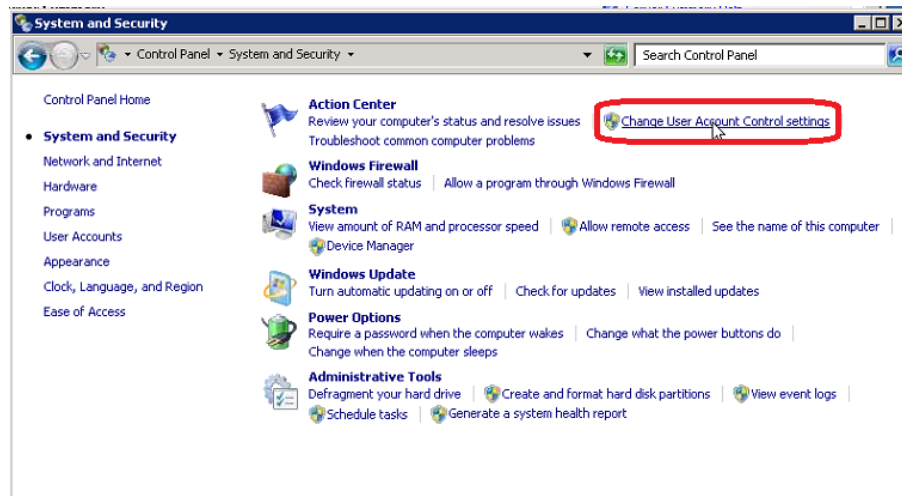 System and Security
Control Panel System and Security
Search Control Panel
Control Panel Home
System and Security
Network and Internet
Hardware
Programs
User Accounts
Appearance
Clock, Language, and Region
Ease of Access
Action Center
Review your computer's status and resolve issues Change User Account Control settings
Troubleshoot common computer problems
Windows Firewall
Check firewall status Allow a program through Windows Firewall
System
View amount of RAM and processor speed Allow remote access See the name of this computer
Device Manager
Windows Update
Turn automatic updating on or off Check for updates View installed updates
Power Options
Require a password when the computer wakes Change what the power buttons do
Change when the computer sleeps
Administrative Tools
Defragment your hard drive Create and format hard disk partitions View event logs
Schedule tasks Generate a system health report